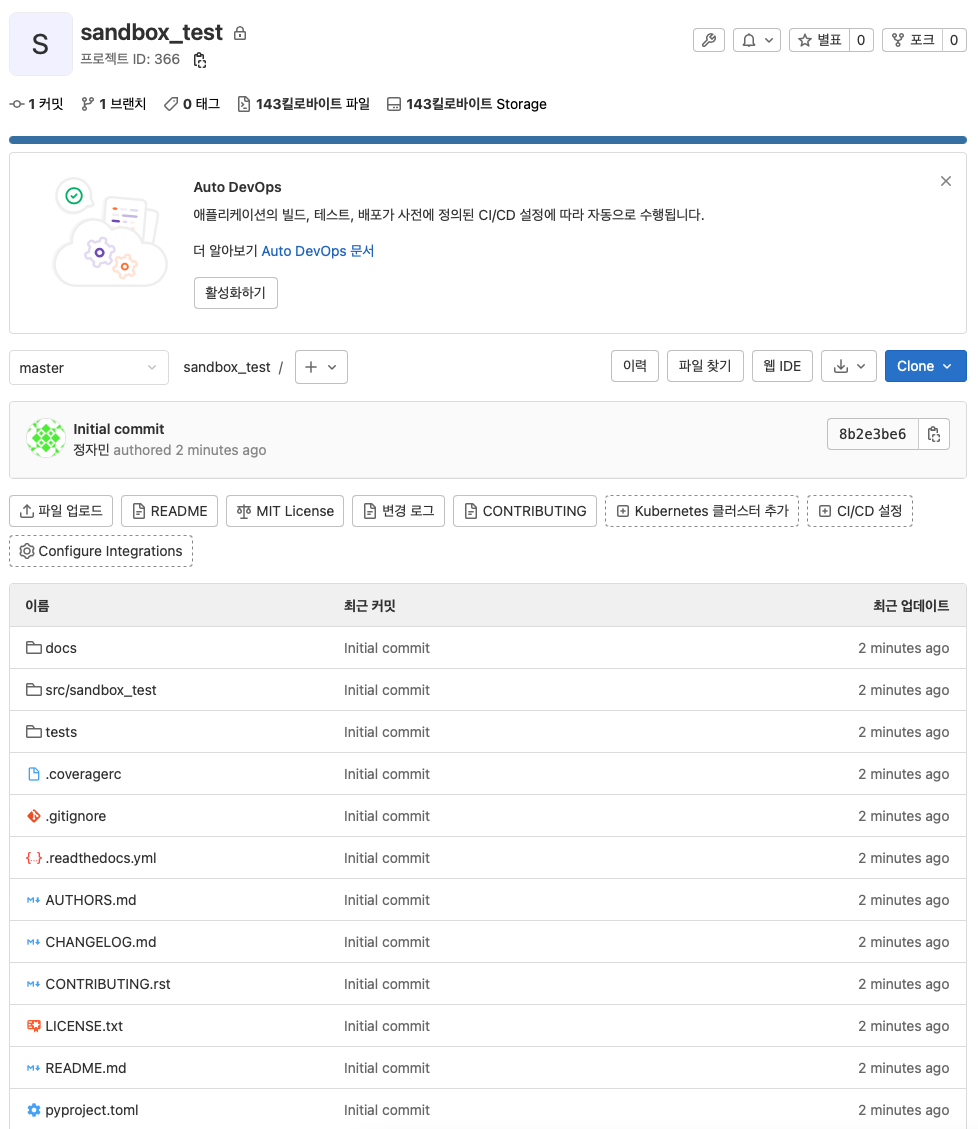 S
sandbox_test
프로젝트 ID: 366
별표 0 포크 0
1 커밋 1 브랜치 0 태그 143킬로바이트 파일 143킬로바이트 Storage
Auto DevOps
애플리케이션의 빌드, 테스트, 배포가 사전에 정의된 CI/CD 설정에 따라 자동으로 수행됩니다.
더 알아보기 Auto DevOps 문서
활성화하기
master sandbox_test / 이력 파일 찾기 웹 IDE Clone
Initial commit
정자민 authored 2 minutes ago
8b2e3be6
파일 업로드 README MIT License 변경 로그 CONTRIBUTING Kubernetes 클러스터 추가 CI/CD 설정
Configure Integrations
이름 최근 커밋 최근 업데이트
docs Initial commit 2 minutes ago
src/sandbox_test Initial commit 2 minutes ago
tests Initial commit 2 minutes ago
.coveragerc Initial commit 2 minutes ago
.gitignore Initial commit 2 minutes ago
.readthedocs.yml Initial commit 2 minutes ago
AUTHORS.md Initial commit 2 minutes ago
CHANGELOG.md Initial commit 2 minutes ago
CONTRIBUTING.rst Initial commit 2 minutes ago
LICENSE.txt Initial commit 2 minutes ago
README.md Initial commit 2 minutes ago
pyproject.toml Initial commit 2 minutes ago